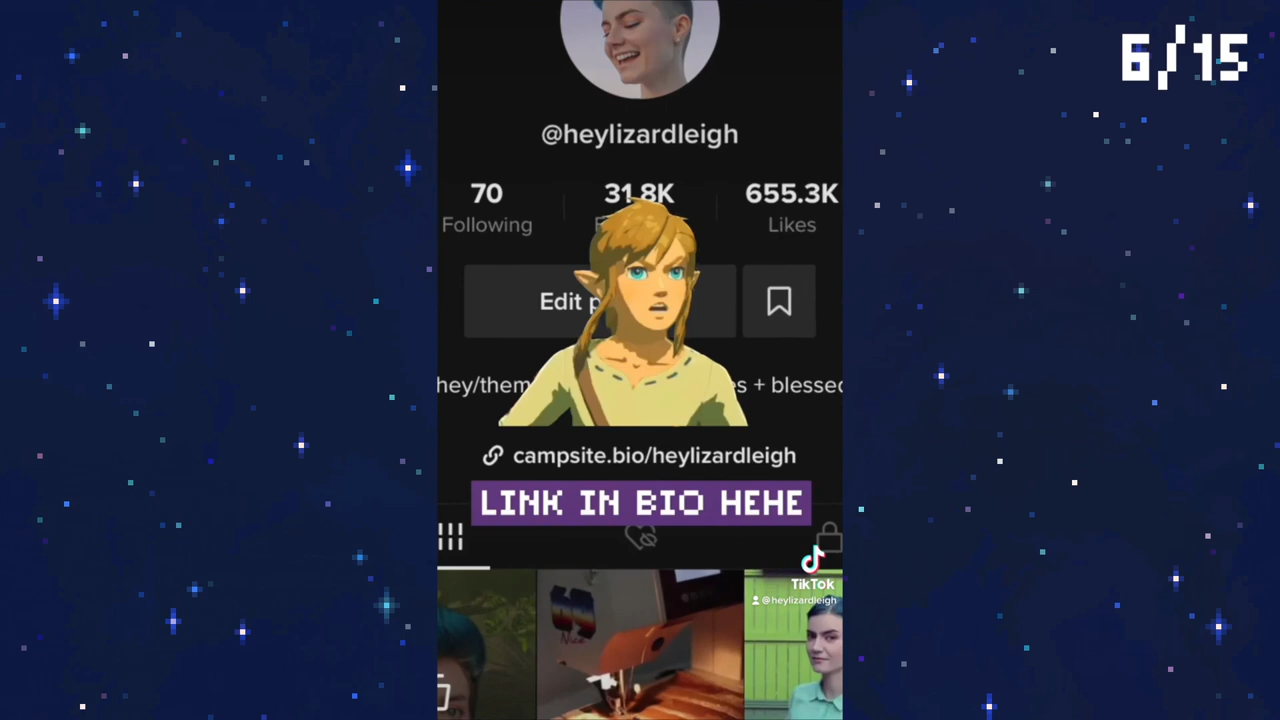 6/15
@heylizardleigh
70 31.8K 655.3K
Following Likes
Edit
hey/them + blessed
campsite.bio/heylizardleigh
LINK IN BIO HEHE
Nice
TikTok
@heylizardleigh